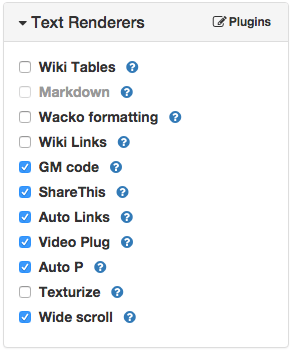 Text Renderers Plugins
Wiki Tables ?
Markdown ?
Wacko formatting ?
Wiki Links ?
GM code ?
ShareThis ?
Auto Links ?
Video Plug ?
Auto P ?
Texturize ?
Wide scroll ?